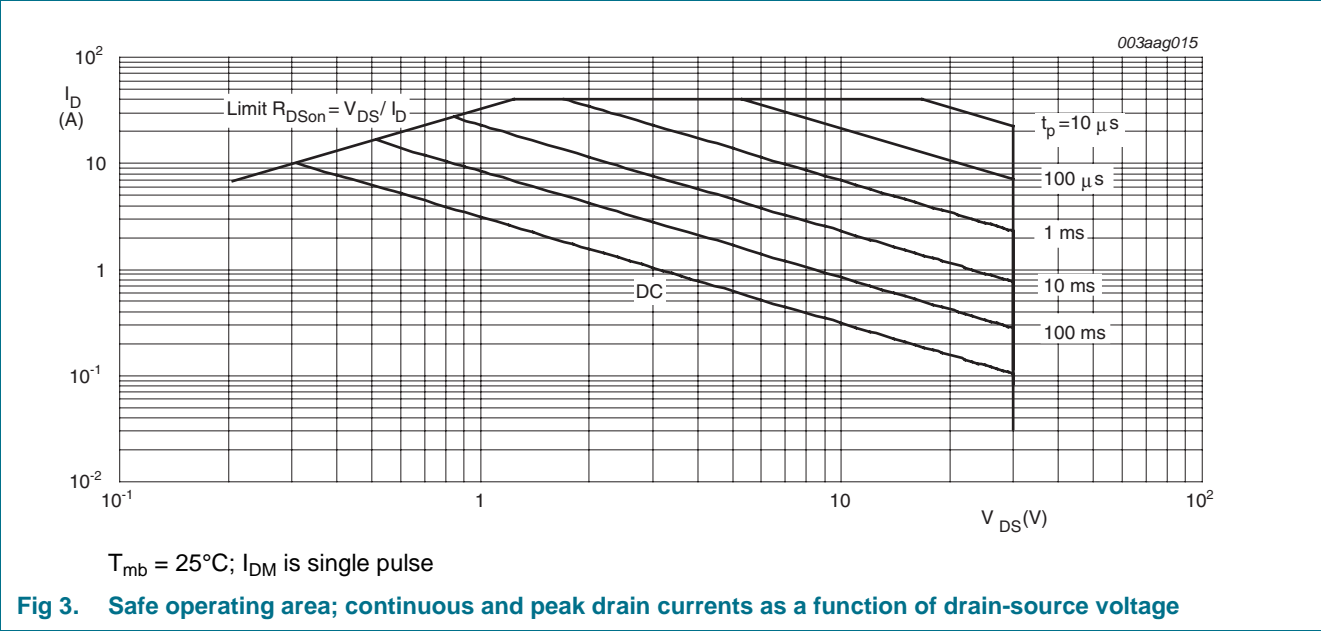 003aag015
10²
I_D
(A)
Limit R_DSon = V_DS / I_D
t_p =10 μs
10
100 μs
1 ms
1
DC
10 ms
100 ms
10⁻¹
10⁻²
10⁻¹
1
10
10²
V_DS(V)
T_mb = 25°C; I_DM is single pulse
Fig 3. Safe operating area; continuous and peak drain currents as a function of drain-source voltage